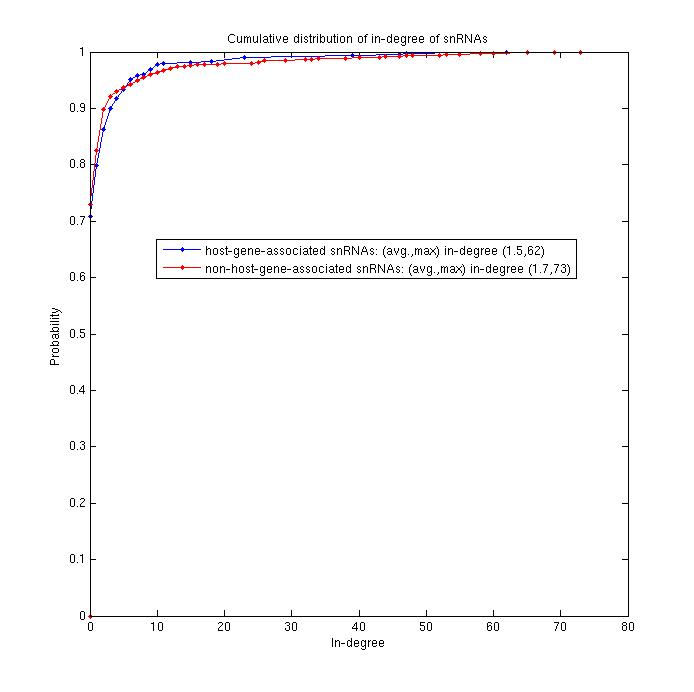 Cumulative distribution of in-degree of snRNAs
1
0.9
0.8
0.7
0.6
0.5
0.4
0.3
0.2
0.1
0
Probability
host-gene-associated snRNAs: (avg.,max) in-degree (1.5,62)
non-host-gene-associated snRNAs: (avg.,max) in-degree (1.7,73)
0 10 20 30 40 50 60 70 80
In-degree